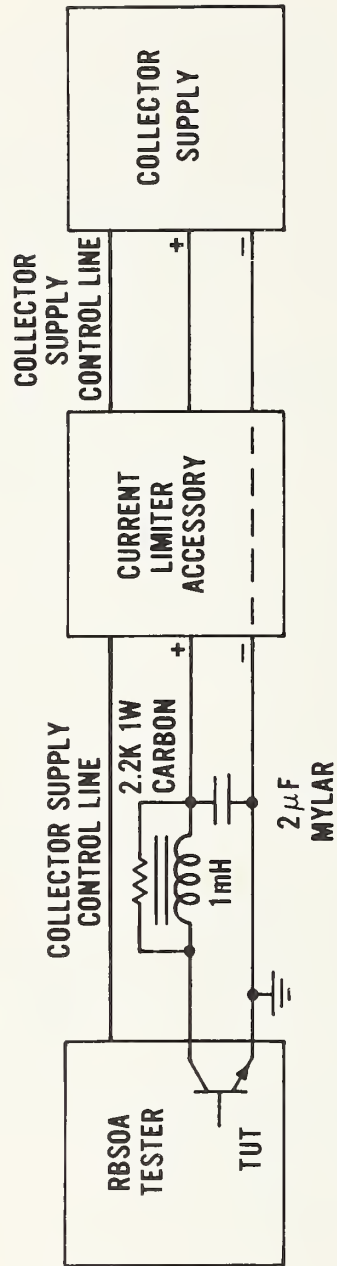 RBSOA
TESTER
TUT
COLLECTOR SUPPLY
CONTROL LINE
2.2K 1W
CARBON
1mH
2μF
MYLAR
+
−
CURRENT
LIMITER
ACCESSORY
COLLECTOR
SUPPLY
CONTROL LINE
+
−
COLLECTOR
SUPPLY